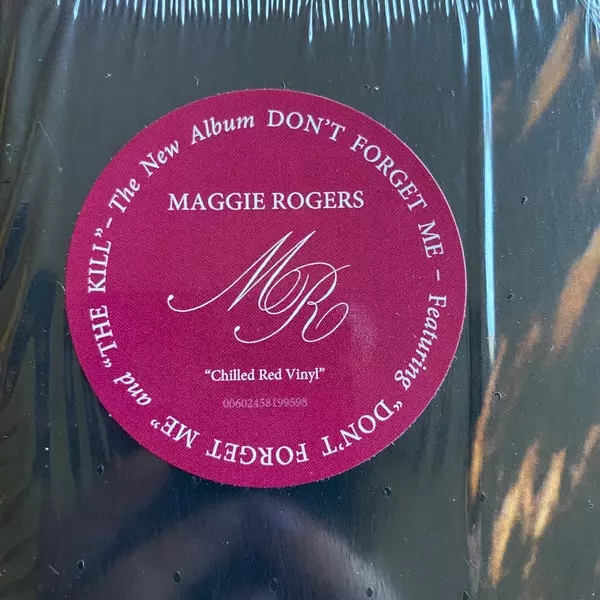 The New Album DON'T FORGET ME – Featuring "DON'T FORGET ME" and "THE KILL" –
MAGGIE ROGERS
MR
"Chilled Red Vinyl"
00602458199598